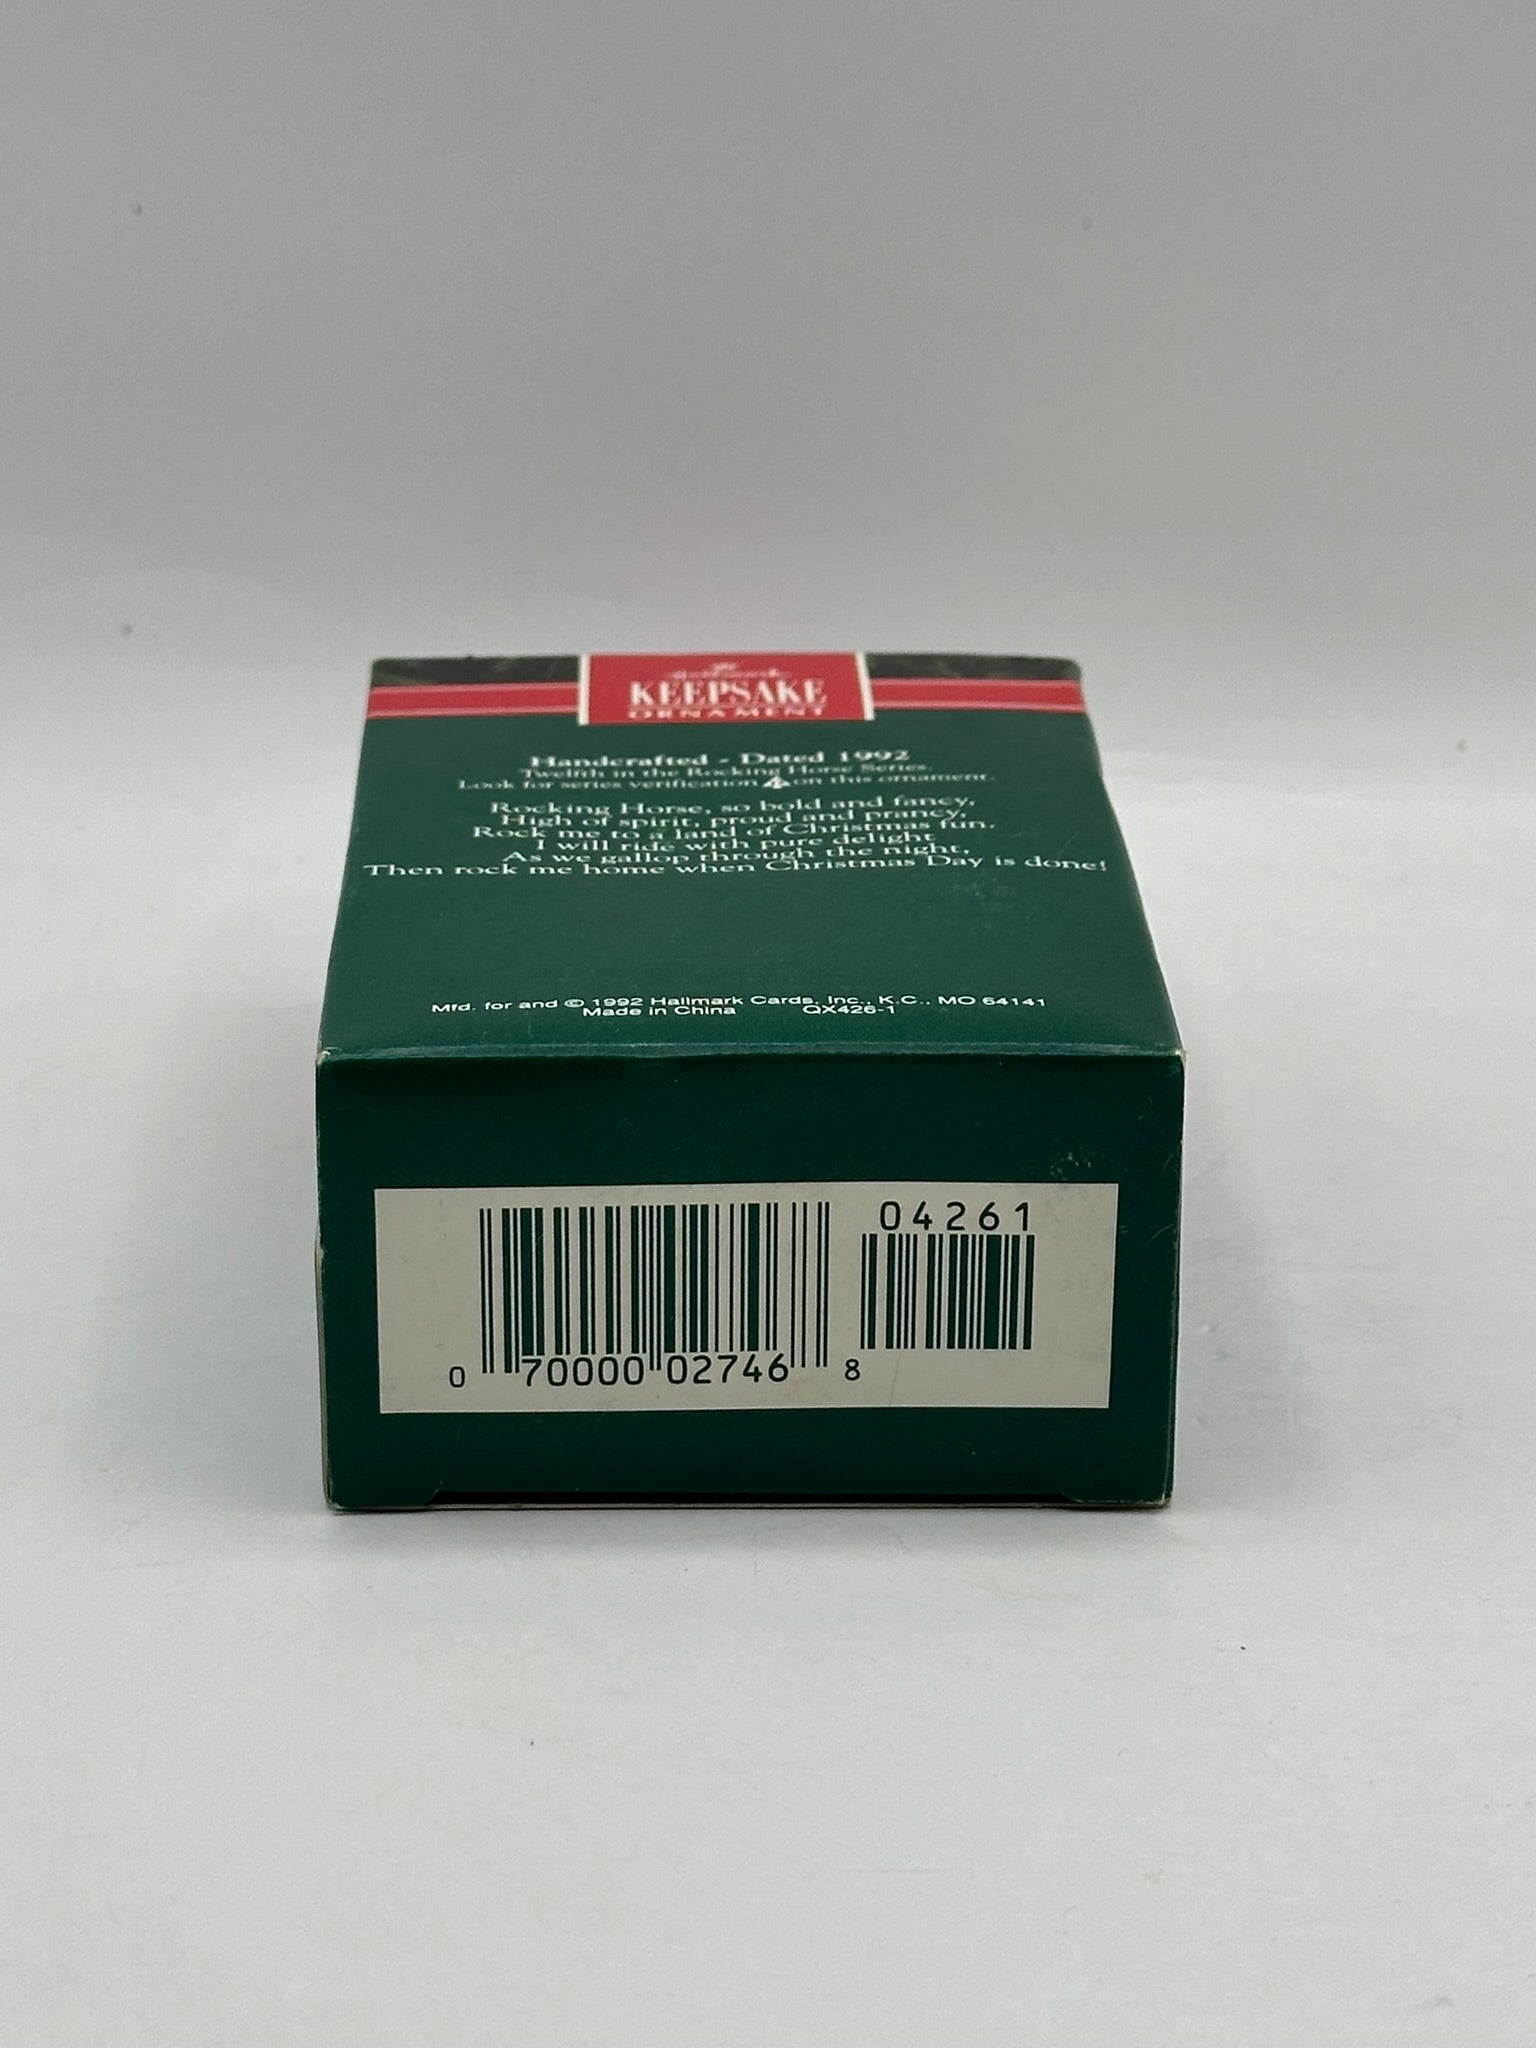 Hallmark
KEEPSAKE
ORNAMENT
Handcrafted - Dated 1992
Twelfth in the Rocking Horse Series.
Look for series verification on this ornament.
Rocking Horse, so bold and fancy,
High of spirit, proud and prancy,
Rock me to a land of Christmas fun.
I will ride with pure delight
As we gallop through the night,
Then rock me home when Christmas Day is done!
Mfd. for and © 1992 Hallmark Cards, Inc., K.C., MO 64141
Made in China QX426-1
04261
0 70000 02746 8